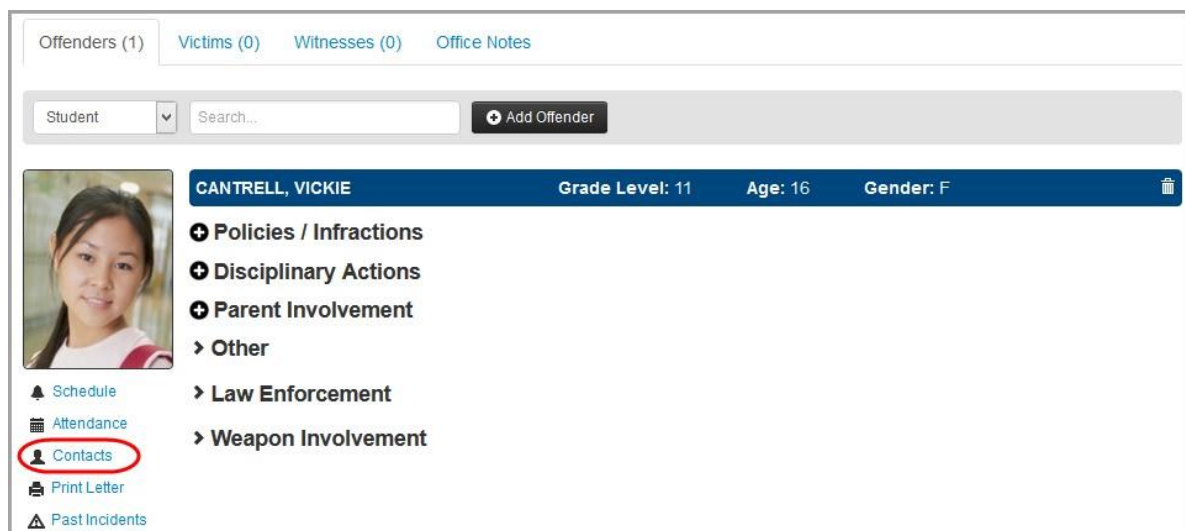 Offenders (1) Victims (0) Witnesses (0) Office Notes
Student Search... Add Offender
CANTRELL, VICKIE Grade Level: 11 Age: 16 Gender: F
Policies / Infractions
Disciplinary Actions
Parent Involvement
Other
Law Enforcement
Weapon Involvement
Schedule
Attendance
Contacts
Print Letter
Past Incidents